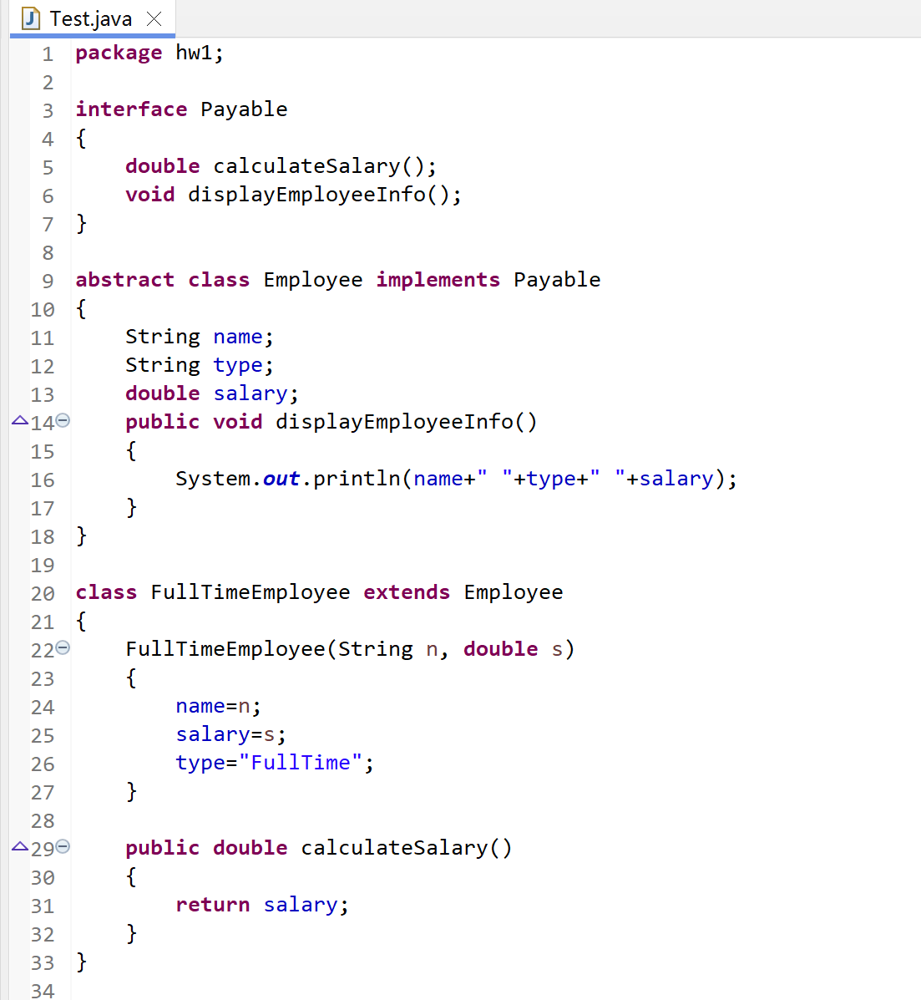 Test.java
1 package hw1;
2
3 interface Payable
4 {
5     double calculateSalary();
6     void displayEmployeeInfo();
7 }
8
9 abstract class Employee implements Payable
10 {
11     String name;
12     String type;
13     double salary;
14     public void displayEmployeeInfo()
15     {
16         System.out.println(name+" "+type+" "+salary);
17     }
18 }
19
20 class FullTimeEmployee extends Employee
21 {
22     FullTimeEmployee(String n, double s)
23     {
24         name=n;
25         salary=s;
26         type="FullTime";
27     }
28
29     public double calculateSalary()
30     {
31         return salary;
32     }
33 }
34